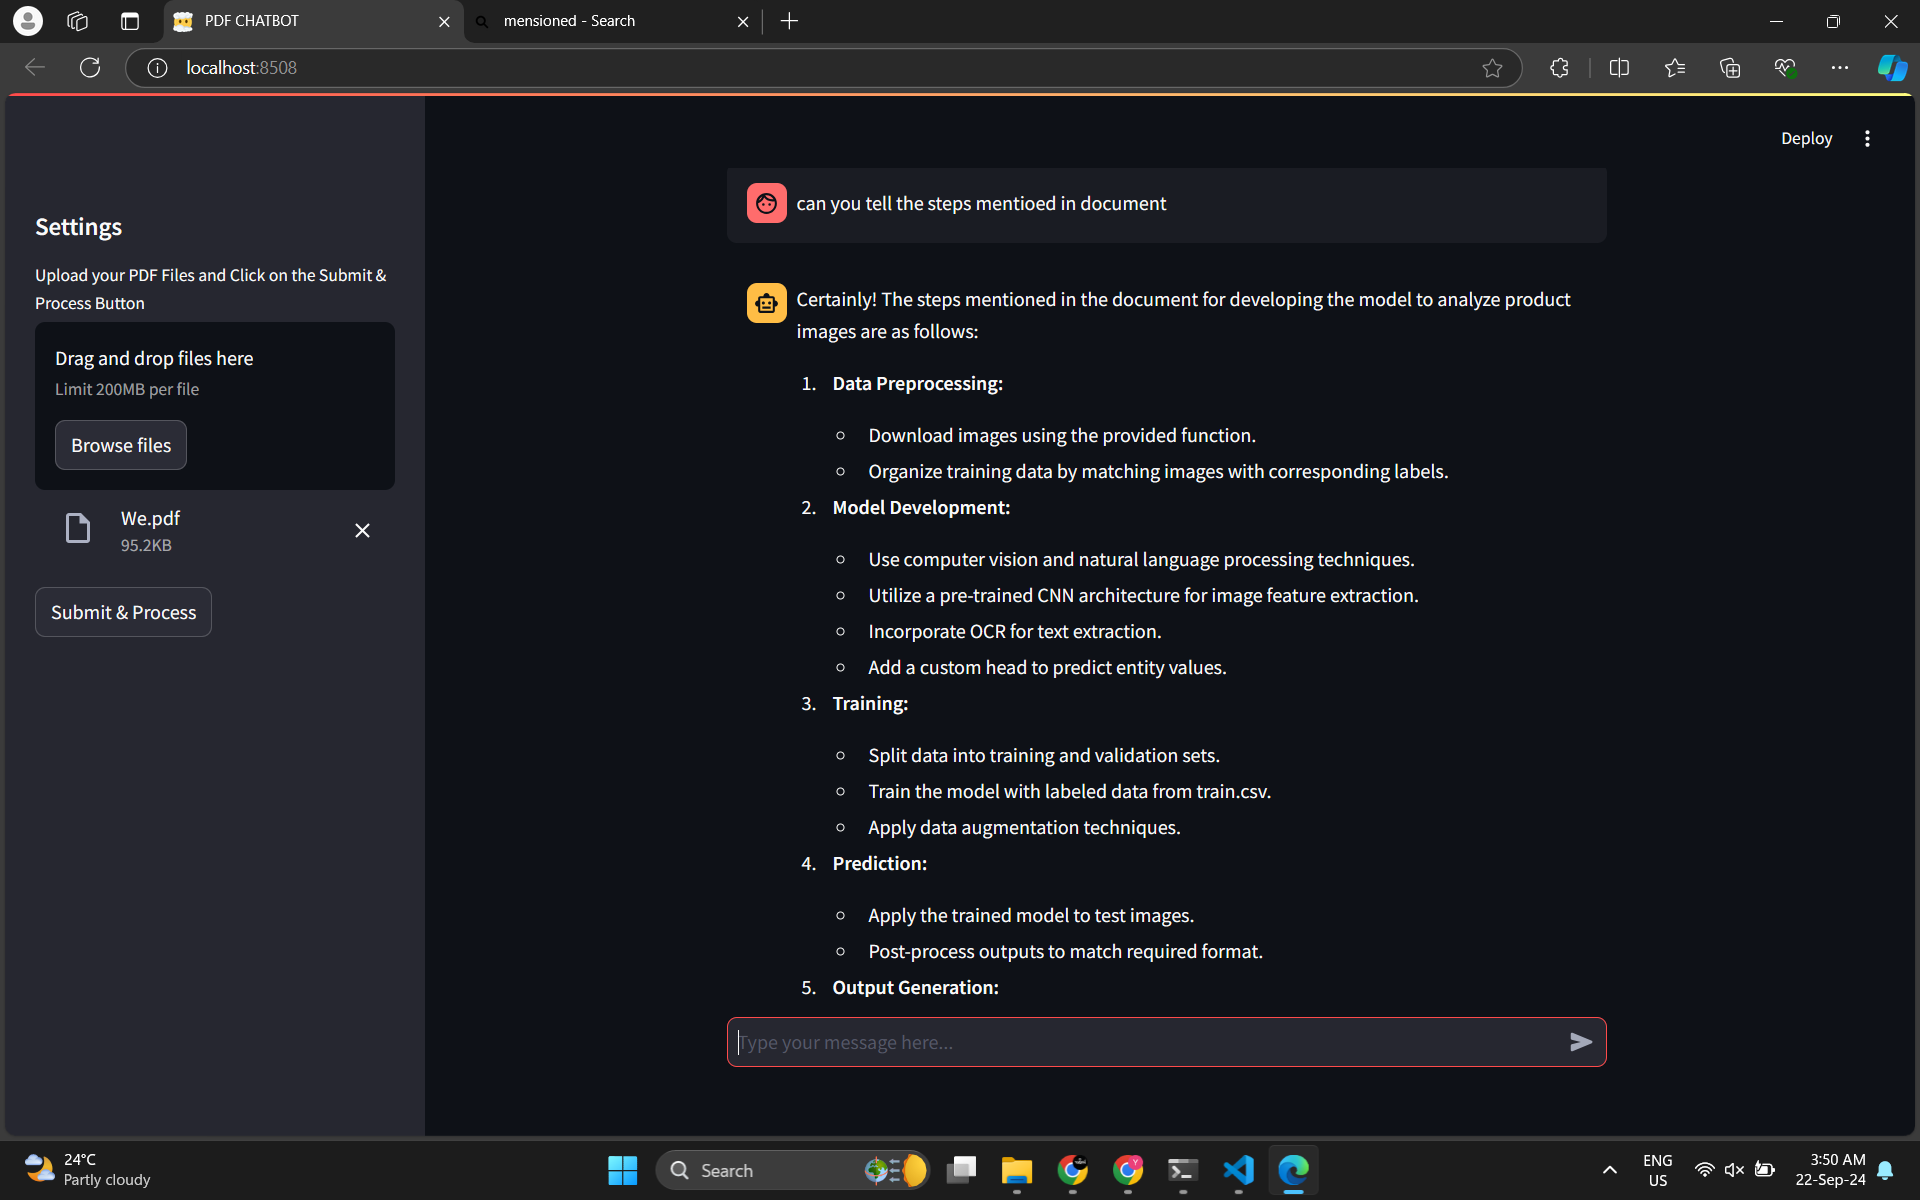 PDF CHATBOT
mensioned - Search
localhost:8508
Deploy
Settings
Upload your PDF Files and Click on the Submit &
Process Button
Drag and drop files here
Limit 200MB per file
Browse files
We.pdf
95.2KB
Submit & Process
can you tell the steps mentioed in document
Certainly! The steps mentioned in the document for developing the model to analyze product
images are as follows:
1. Data Preprocessing:
Download images using the provided function.
Organize training data by matching images with corresponding labels.
2. Model Development:
Use computer vision and natural language processing techniques.
Utilize a pre-trained CNN architecture for image feature extraction.
Incorporate OCR for text extraction.
Add a custom head to predict entity values.
3. Training:
Split data into training and validation sets.
Train the model with labeled data from train.csv.
Apply data augmentation techniques.
4. Prediction:
Apply the trained model to test images.
Post-process outputs to match required format.
5. Output Generation:
Type your message here...
24°C
Partly cloudy
Search
ENG
US
3:50 AM
22-Sep-24